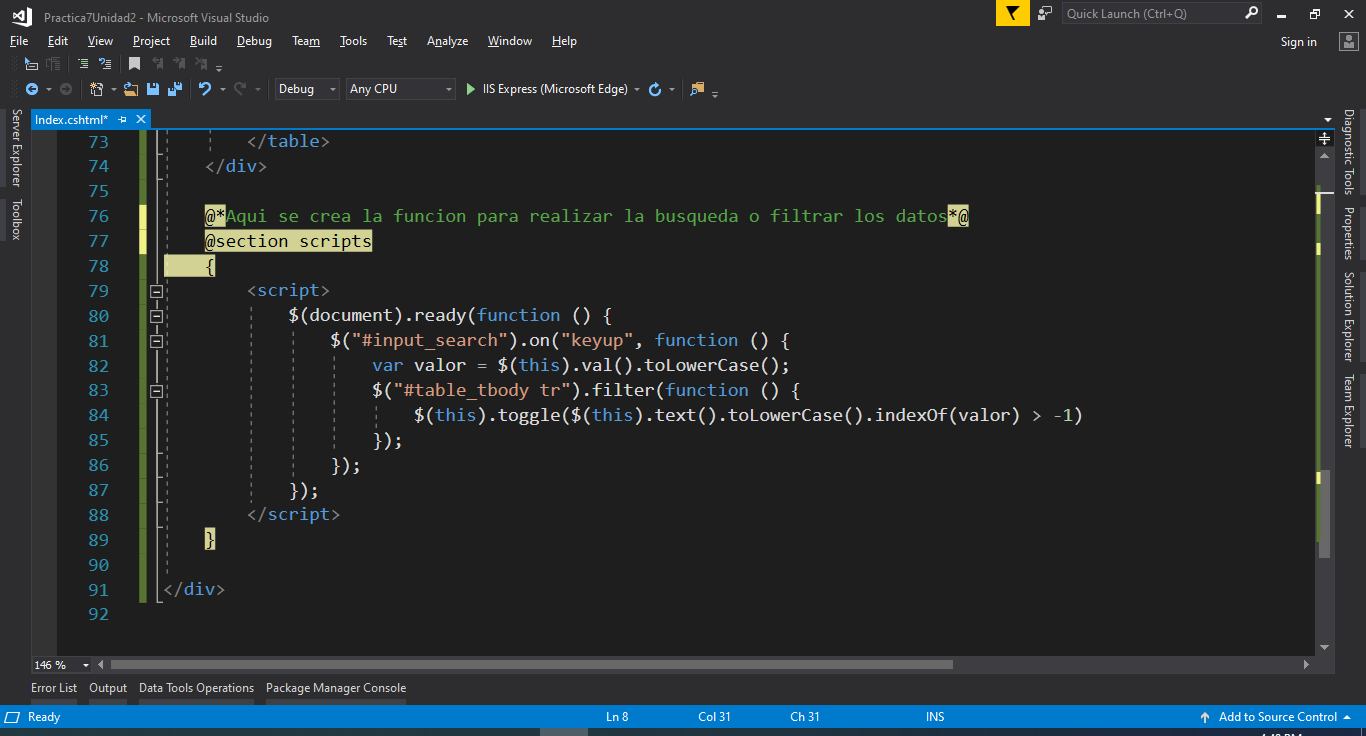 Practica7Unidad2 - Microsoft Visual Studio
Quick Launch (Ctrl+Q)
File Edit View Project Build Debug Team Tools Test Analyze Window Help
Sign in
Debug Any CPU IIS Express (Microsoft Edge)
Server Explorer
Toolbox
Index.cshtml*
73 </table>
74 </div>
75
76 @*Aqui se crea la funcion para realizar la busqueda o filtrar los datos*@
77 @section scripts
78 {
79 <script>
80 $(document).ready(function () {
81 $("#input_search").on("keyup", function () {
82 var valor = $(this).val().toLowerCase();
83 $("#table_tbody tr").filter(function () {
84 $(this).toggle($(this).text().toLowerCase().indexOf(valor) > -1)
85 });
86 });
87 });
88 </script>
89 }
90
91 </div>
92
Diagnostic Tools
Properties
Solution Explorer
Team Explorer
146 %
Error List Output Data Tools Operations Package Manager Console
Ready Ln 8 Col 31 Ch 31 INS Add to Source Control